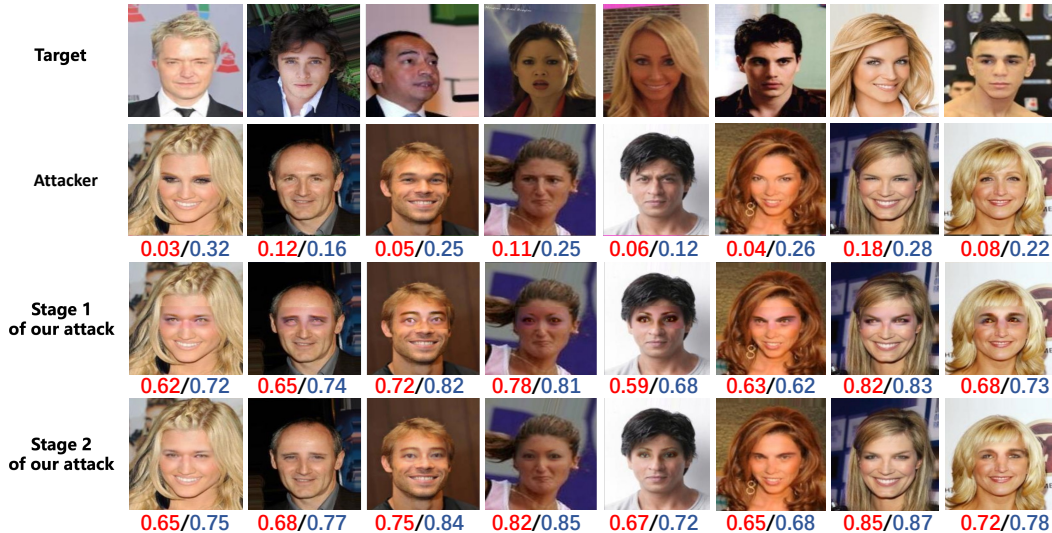 Target
Attacker
0.03/0.32 0.12/0.16 0.05/0.25 0.11/0.25 0.06/0.12 0.04/0.26 0.18/0.28 0.08/0.22
Stage 1
of our attack
0.62/0.72 0.65/0.74 0.72/0.82 0.78/0.81 0.59/0.68 0.63/0.62 0.82/0.83 0.68/0.73
Stage 2
of our attack
0.65/0.75 0.68/0.77 0.75/0.84 0.82/0.85 0.67/0.72 0.65/0.68 0.85/0.87 0.72/0.78